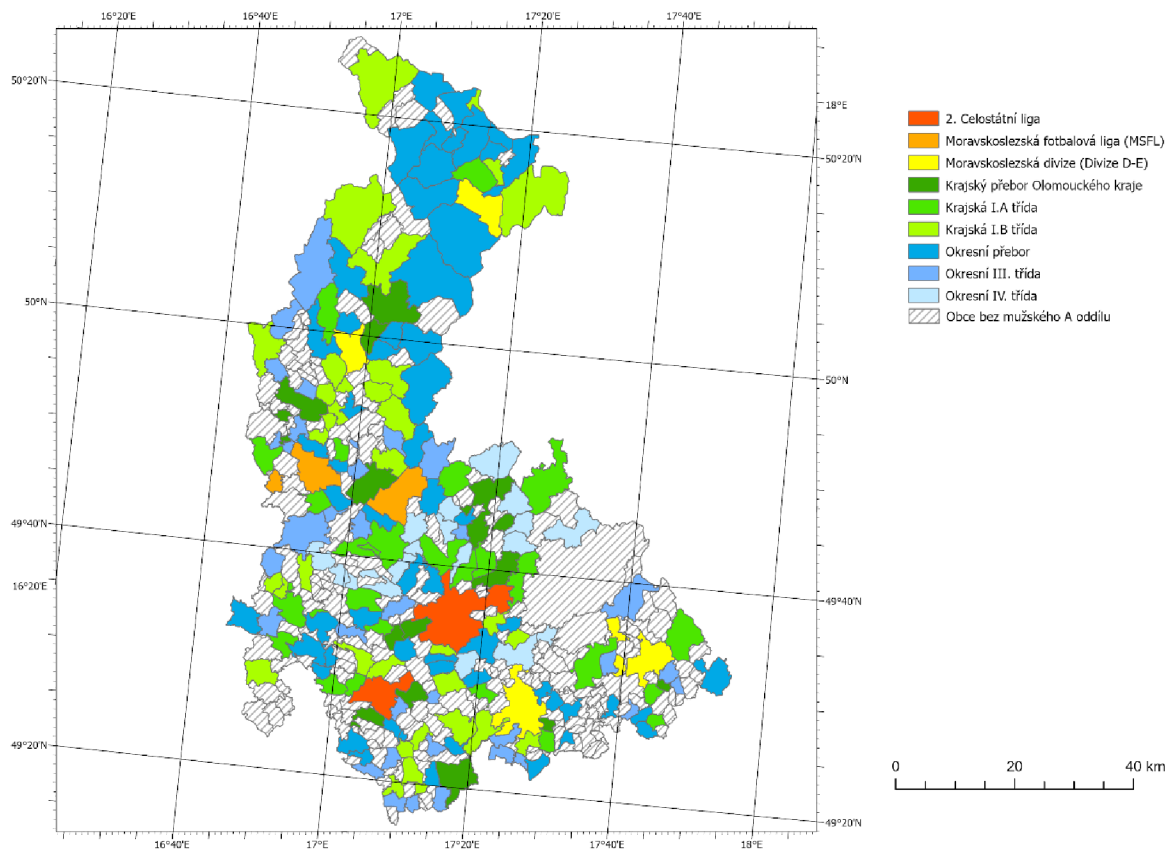 16°20'E
16°40'E
17°E
17°20'E
17°40'E
50°20'N
18°E
50°20'N
50°N
50°N
49°40'N
16°20'E
49°40'N
49°20'N
49°20'N
16°40'E
17°E
17°20'E
17°40'E
18°E
2. Celostátní liga
Moravskoslezská fotbalová liga (MSFL)
Moravskoslezská divize (Divize D-E)
Krajský přebor Olomouckého kraje
Krajská I.A třída
Krajská I.B třída
Okresní přebor
Okresní III. třída
Okresní IV. třída
Obce bez mužského A oddílu
0 20 40 km